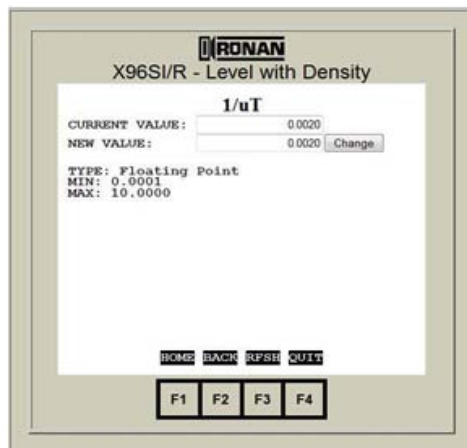 RONAN
X96SI/R - Level with Density
1/uT
CURRENT VALUE: 0.0020
NEW VALUE: 0.0020 Change
TYPE: Floating Point
MIN: 0.0001
MAX: 10.0000
HOME BACK RFSH QUIT
F1 F2 F3 F4